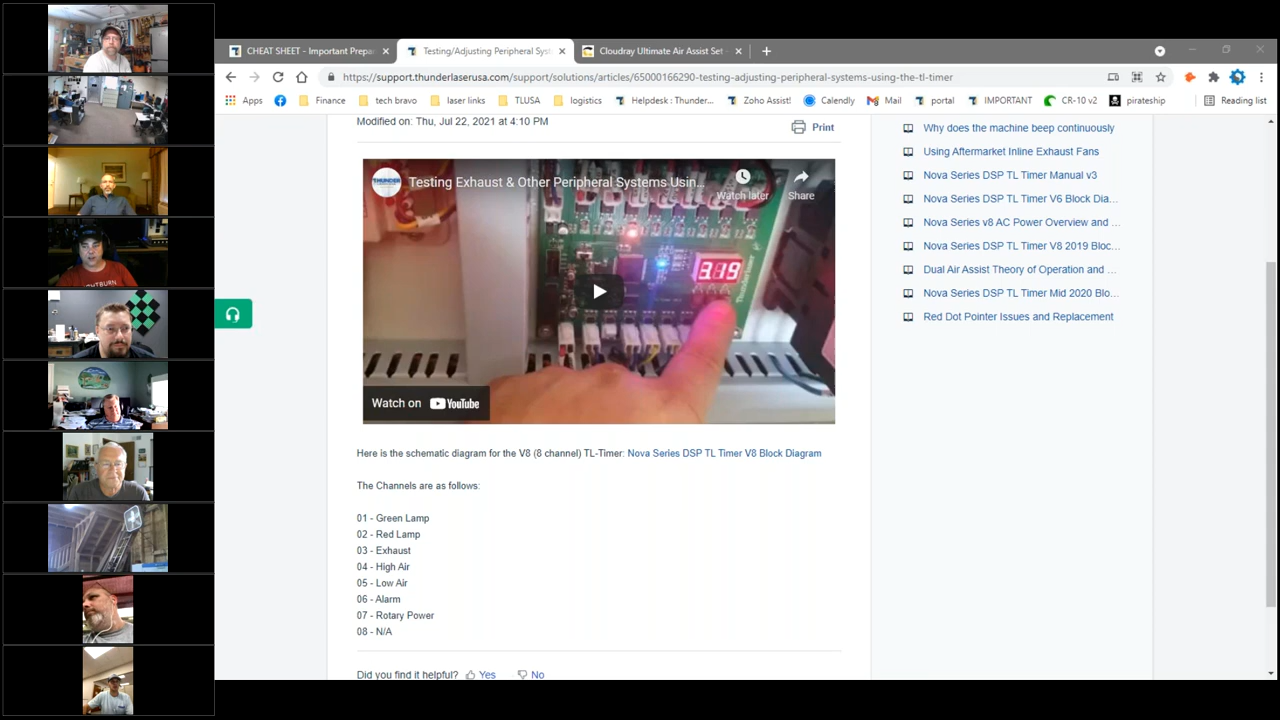 CHEAT SHEET - Important Prepa
Testing/Adjusting Peripheral Syst
Cloudray Ultimate Air Assist Set -
https://support.thunderlaserusa.com/support/solutions/articles/65000166290-testing-adjusting-peripheral-systems-using-the-tl-timer
Apps Finance tech bravo laser links TLUSA logistics Helpdesk : Thunder... Zoho Assist! Calendly Mail portal IMPORTANT CR-10 v2 pirateship Reading list
Modified on: Thu, Jul 22, 2021 at 4:10 PM
Print
THUNDER
Testing Exhaust & Other Peripheral Systems Usin...
Watch later
Share
3.19
Watch on YouTube
Here is the schematic diagram for the V8 (8 channel) TL-Timer: Nova Series DSP TL Timer V8 Block Diagram
The Channels are as follows:
01 - Green Lamp
02 - Red Lamp
03 - Exhaust
04 - High Air
05 - Low Air
06 - Alarm
07 - Rotary Power
08 - N/A
Did you find it helpful? Yes No
Why does the machine beep continuously
Using Aftermarket Inline Exhaust Fans
Nova Series DSP TL Timer Manual v3
Nova Series DSP TL Timer V6 Block Dia...
Nova Series v8 AC Power Overview and ...
Nova Series DSP TL Timer V8 2019 Bloc...
Dual Air Assist Theory of Operation and ...
Nova Series DSP TL Timer Mid 2020 Blo...
Red Dot Pointer Issues and Replacement